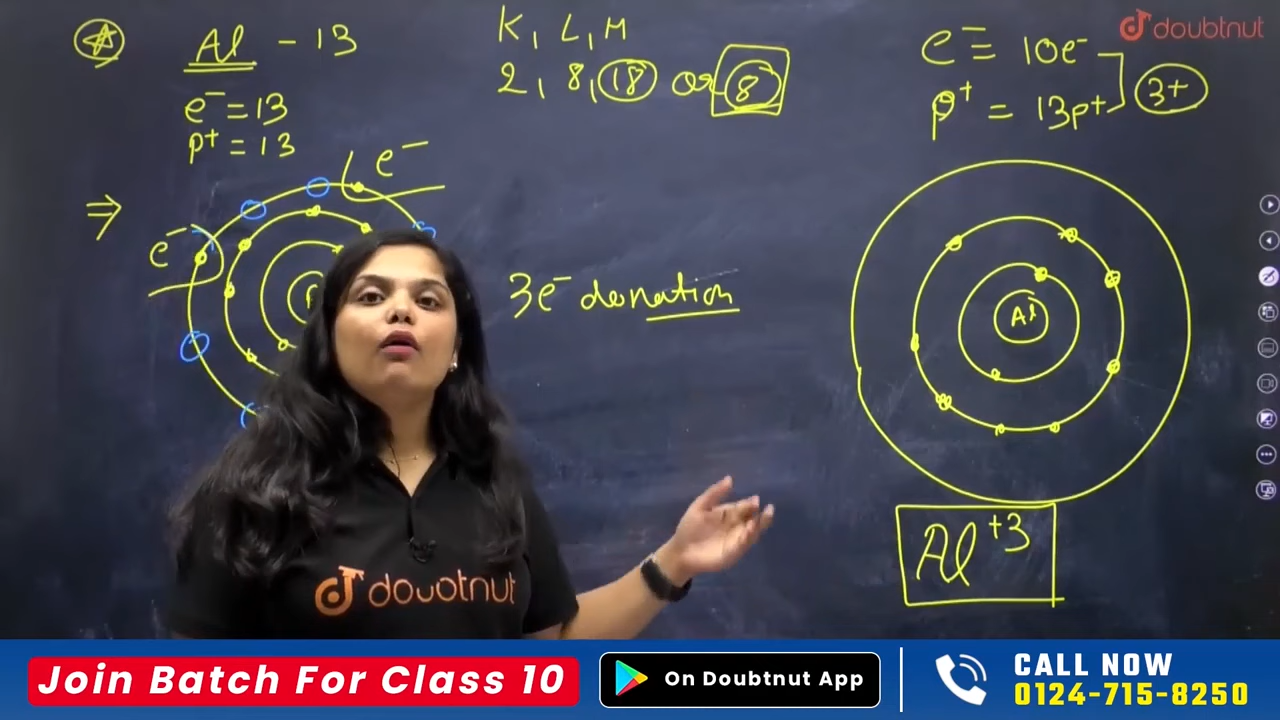 Al - 13
e⁻ = 13
p⁺ = 13
K, L, M
2, 8, 18 or 8
e⁻ = 10e⁻
p⁺ = 13p⁺
3+
doubtnut
⇒
e⁻
e⁻
3e⁻ donation
Al
Al⁺³
doubtnut
Join Batch For Class 10
On Doubtnut App
CALL NOW
0124-715-8250